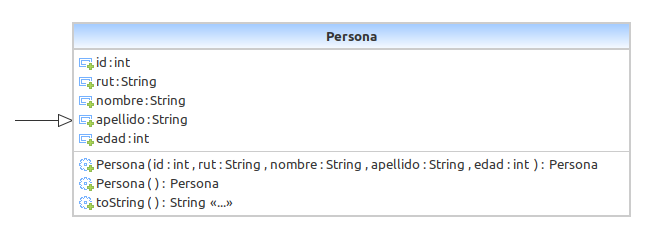 Persona
id:int
rut:String
nombre:String
apellido:String
edad:int
Persona(id:int,rut:String,nombre:String,apellido:String,edad:int): Persona
Persona(): Persona
toString(): String «...»